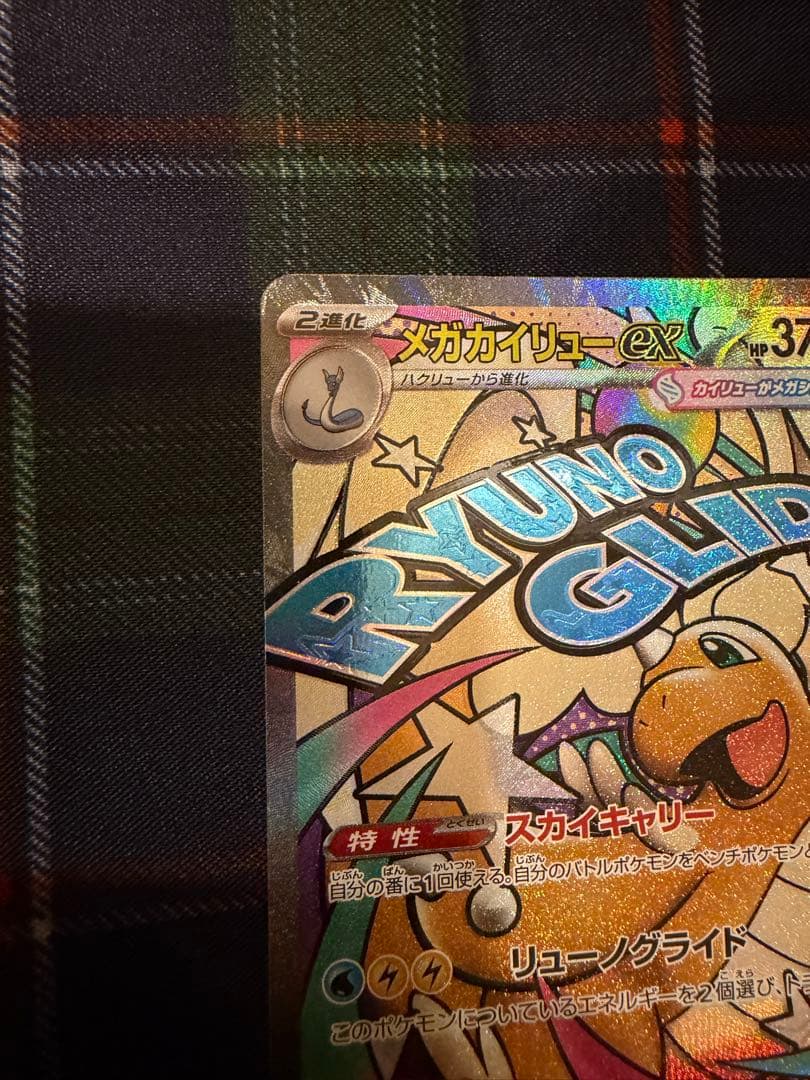 2進化
メガカイリューex HP 37
ハクリューから進化
カイリューがメガシ
RYUNO
GLID
特性 とくせい スカイキャリー
じぶん ばん かいつか じぶん
自分の番に1回使える。自分のバトルポケモンをベンチポケモンと
リューノグライド
こ えら
このポケモンについているエネルギーを2個選び、トラ